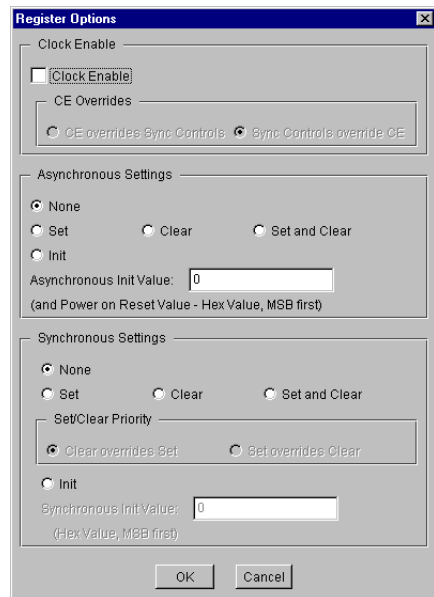 Register Options
Clock Enable
Clock Enable
CE Overrides
CE overrides Sync Controls Sync Controls override CE
Asynchronous Settings
None
Set Clear Set and Clear
Init
Asynchronous Init Value: 0
(and Power on Reset Value - Hex Value, MSB first)
Synchronous Settings
None
Set Clear Set and Clear
Set/Clear Priority
Clear overrides Set Set overrides Clear
Init
Synchronous Init Value: 0
(Hex Value, MSB first)
OK Cancel